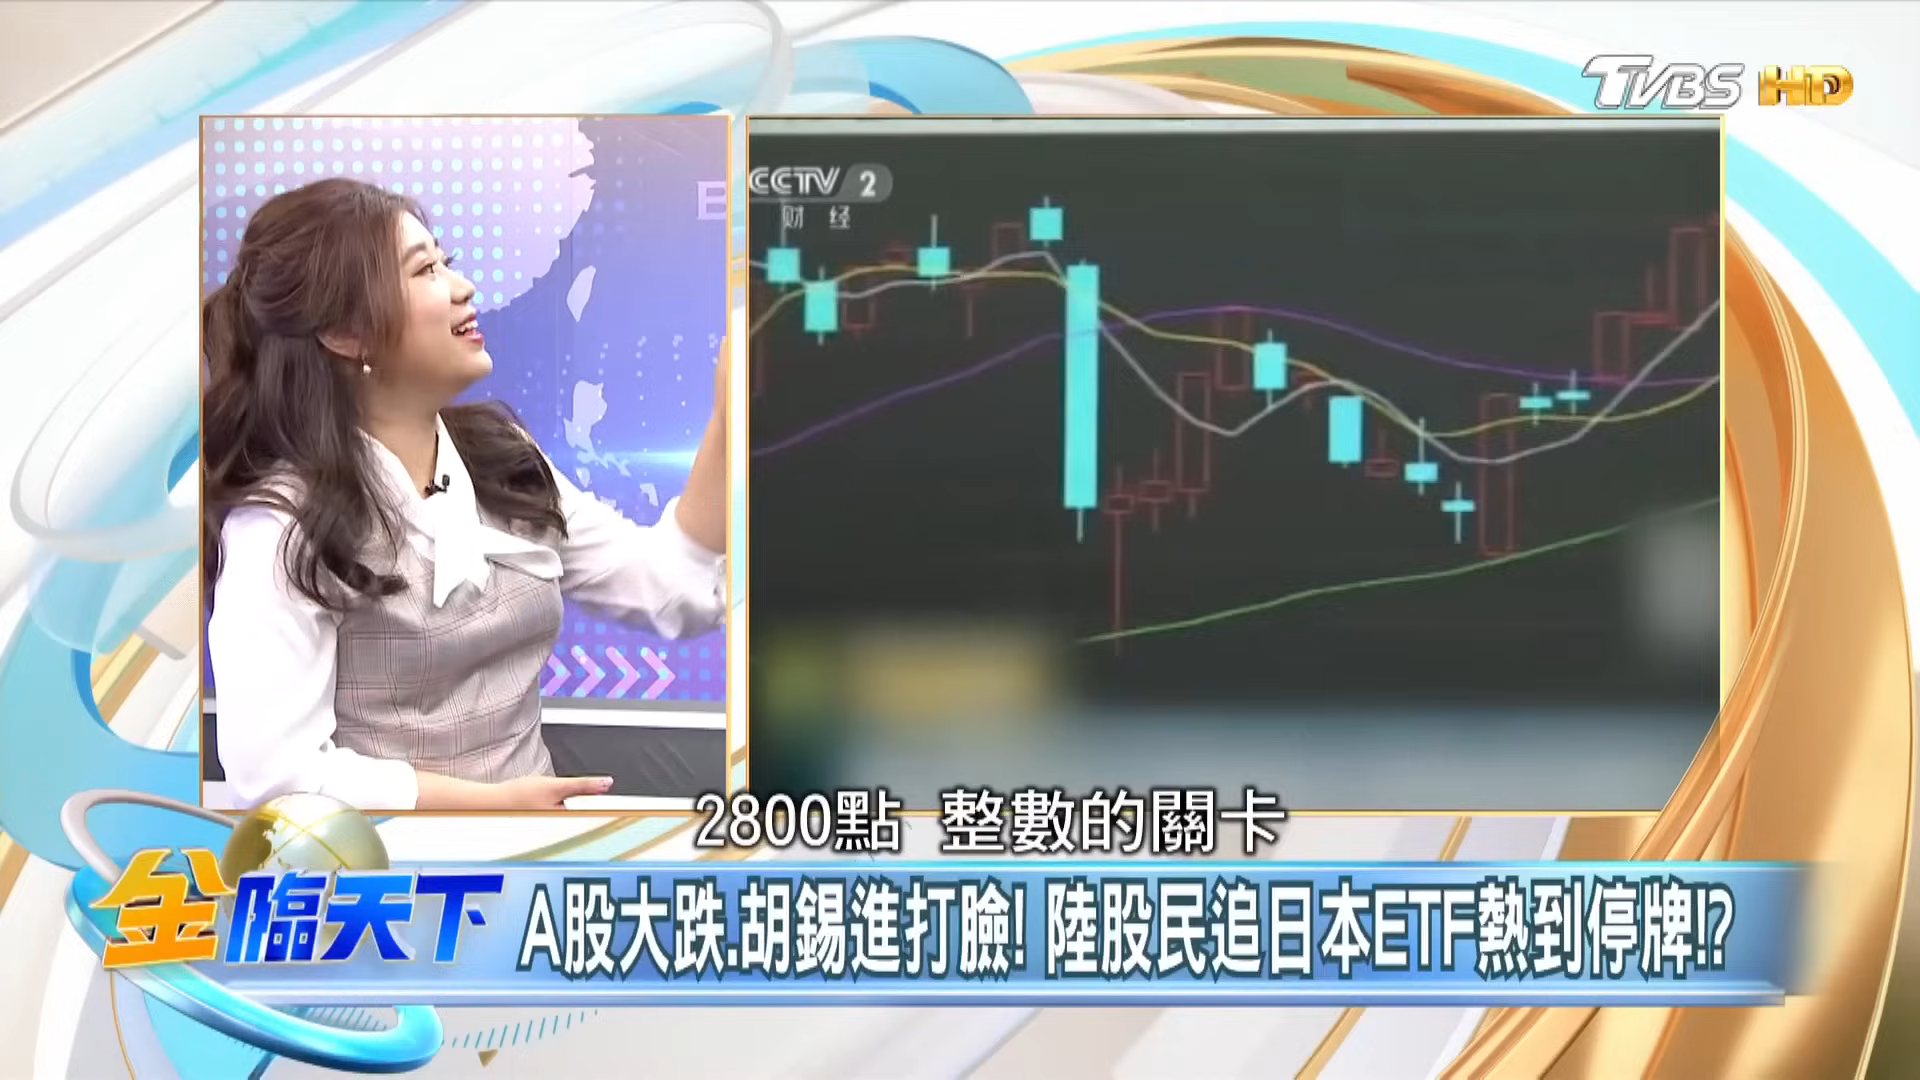 TVBS HD
CCTV 2
财 经
2800點 整數的關卡
金臨天下
A股大跌.胡錫進打臉! 陸股民追日本ETF熱到停牌!?